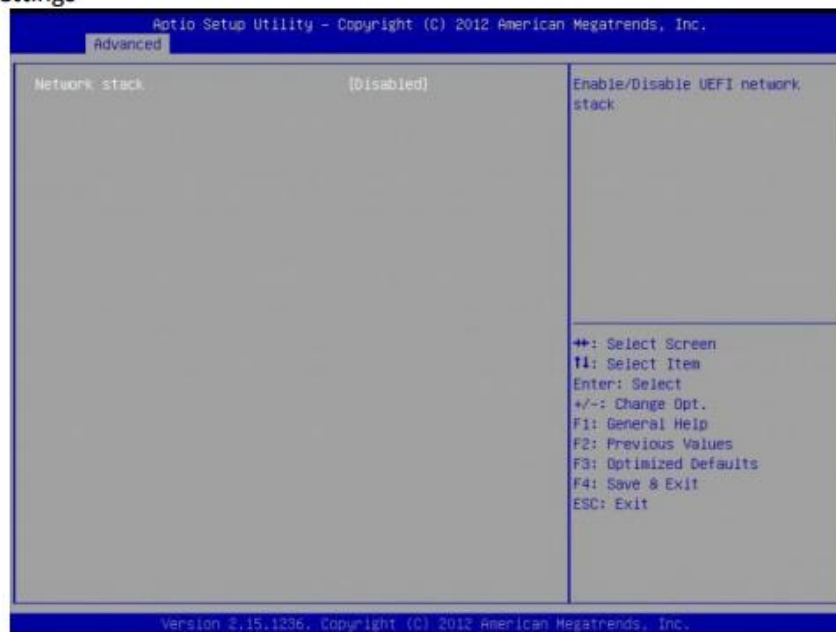 Aptio Setup Utility – Copyright (C) 2012 American Megatrends, Inc.
Advanced
Network stack [Disabled]
Enable/Disable UEFI network
stack
→←: Select Screen
↑↓: Select Item
Enter: Select
+/-: Change Opt.
F1: General Help
F2: Previous Values
F3: Optimized Defaults
F4: Save & Exit
ESC: Exit
Version 2.15.1236. Copyright (C) 2012 American Megatrends, Inc.